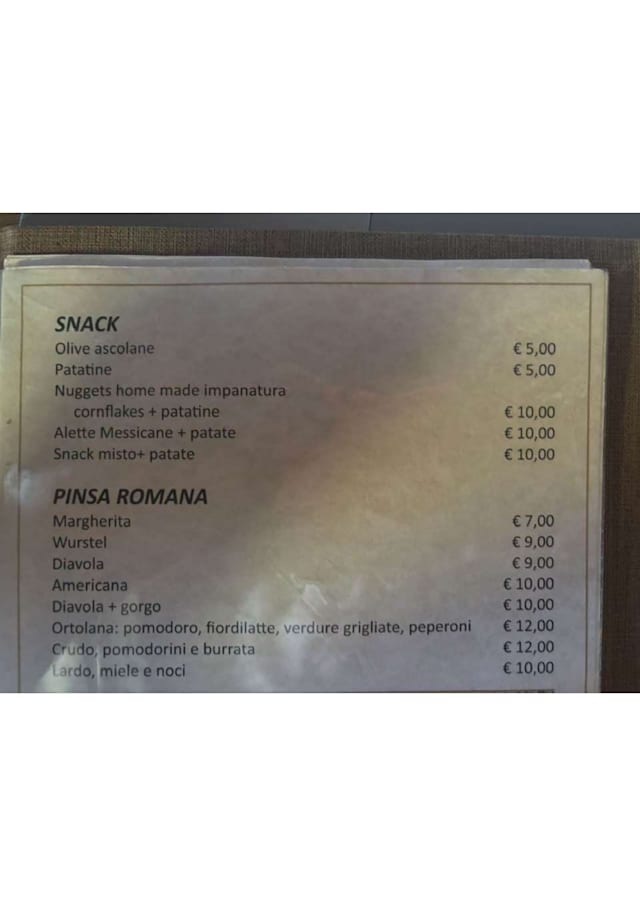 SNACK
Olive ascolane € 5,00
Patatine € 5,00
Nuggets home made impanatura
cornflakes + patatine € 10,00
Alette Messicane + patate € 10,00
Snack misto+ patate € 10,00
PINSA ROMANA
Margherita € 7,00
Wurstel € 9,00
Diavola € 9,00
Americana € 10,00
Diavola + gorgo € 10,00
Ortolana: pomodoro, fiordilatte, verdure grigliate, peperoni € 12,00
Crudo, pomodorini e burrata € 12,00
Lardo, miele e noci € 10,00